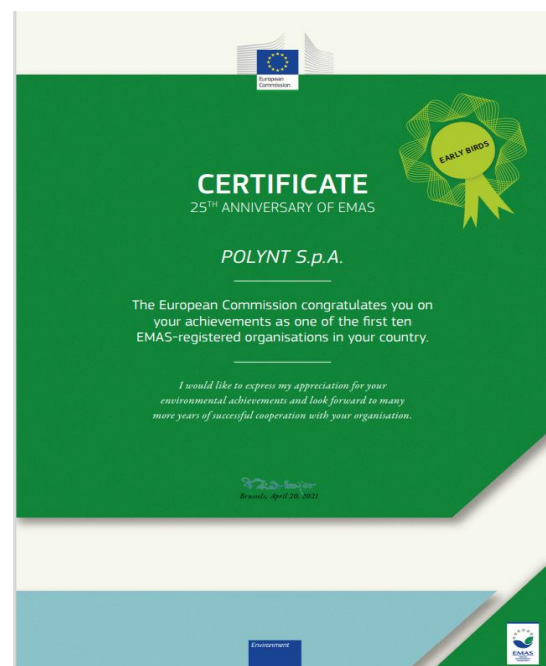 European
Commission
EARLY BIRDS
CERTIFICATE
25TH ANNIVERSARY OF EMAS
POLYNT S.p.A.
The European Commission congratulates you on
your achievements as one of the first ten
EMAS-registered organisations in your country.
I would like to express my appreciation for your
environmental achievements and look forward to many
more years of successful cooperation with your organisation.
Brussels, April 20, 2021
Environment
EMAS